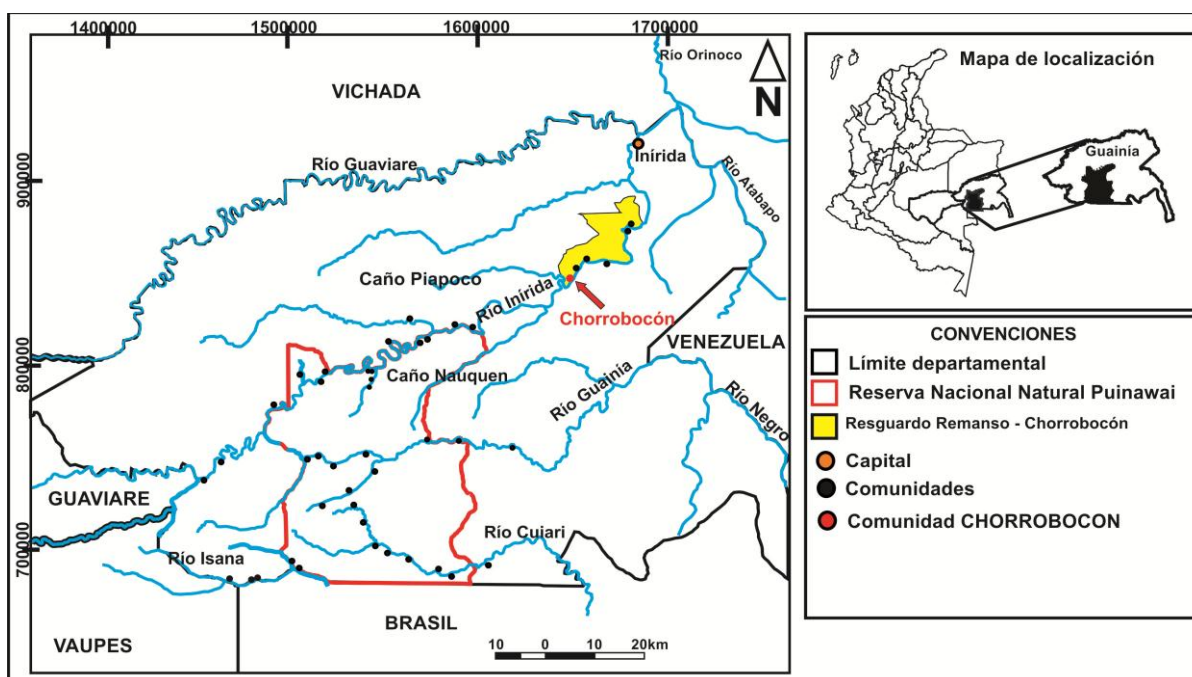 1400000
1500000
1600000
1700000
Río Orinoco
VICHADA
N
Inírida
Río Guaviare
Río Atabapo
900000
Caño Piapoco
Río Inírida
Chorrobocón
VENEZUELA
800000
Caño Nauquen
Río Guainia
Río Negro
GUAVIARE
Río Cuiari
700000
Río Isana
BRASIL
VAUPES
10 0 10 20km
Mapa de localización
Guainía
CONVENCIONES
Límite departamental
Reserva Nacional Natural Puinawai
Resguardo Remanso - Chorrobocón
Capital
Comunidades
Comunidad CHORROBOCON